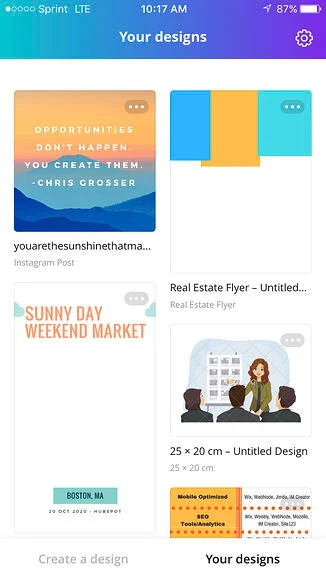 Sprint LTE 10:17 AM 87%
Your designs
OPPORTUNITIES
DON'T HAPPEN.
YOU CREATE THEM.
-CHRIS GROSSER
youarethesunshinethatma...
Instagram Post
Real Estate Flyer – Untitled...
Real Estate Flyer
SUNNY DAY
WEEKEND MARKET
BOSTON, MA
20 OCT 2020 - HUBSPOT
25 × 20 cm – Untitled Design
25 × 20 cm
Mobile Optimized
Wix, WebNode, Jimdo, IM Creator
SEO
Tools/Analytics
Wix, Weebly, WebNode, Mozello,
IM Creator, Site123
Create a design
Your designs